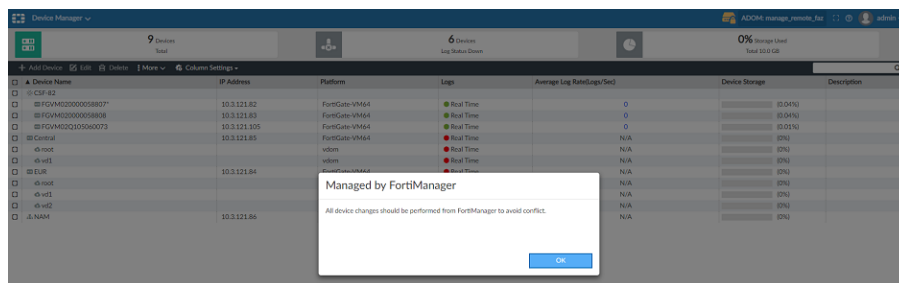 Device Manager
ADOM: manage_remote_faz admin
9 Devices
Total
6 Devices
Log Status Down
0% Storage Used
Total 10.0 GB
Add Device Edit Delete More Column Settings
Device Name IP Address Platform Logs Average Log Rate(Logs/Sec) Device Storage Description
CSF-82
FGVM020000058807* 10.3.121.82 FortiGate-VM64 Real Time 0 (0.04%)
FGVM020000058808 10.3.121.83 FortiGate-VM64 Real Time 0 (0.04%)
FGVM02Q105060073 10.3.121.105 FortiGate-VM64 Real Time 0 (0.01%)
Central 10.3.121.85 FortiGate-VM64 Real Time N/A (0%)
root vdom Real Time N/A (0%)
vd1 vdom Real Time N/A (0%)
EUR 10.3.121.84 FortiGate-VM64 Real Time N/A (0%)
root N/A (0%)
vd1 N/A (0%)
vd2 N/A (0%)
NAM 10.3.121.86 N/A (0%)
Managed by FortiManager
All device changes should be performed from FortiManager to avoid conflict.
OK